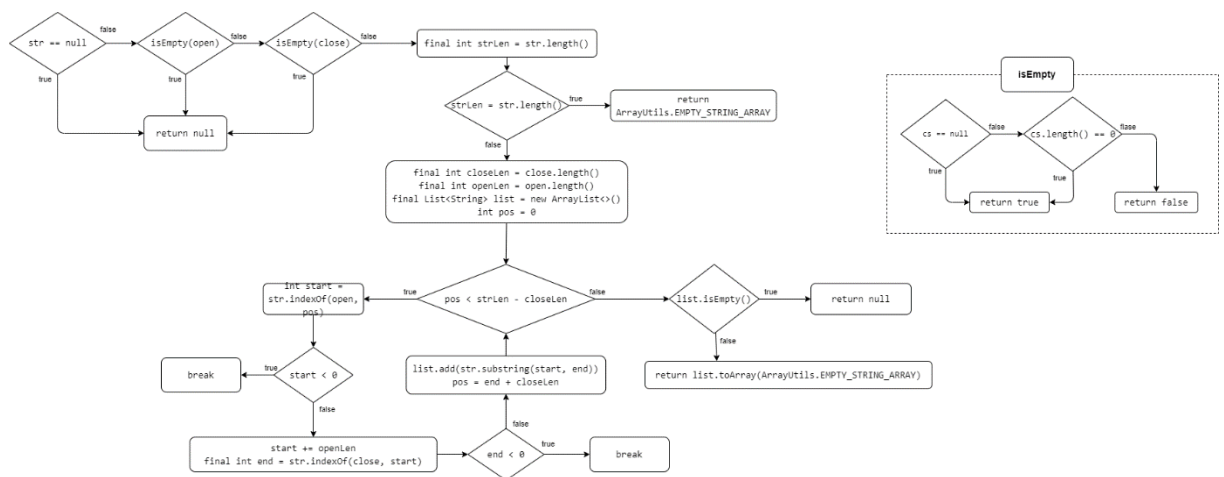 str == null
false
isEmpty(open)
false
isEmpty(close)
false
final int strLen = str.length()
true
true
true
return null
strLen = str.length()
true
return
ArrayUtils.EMPTY_STRING_ARRAY
false
final int closeLen = close.length()
final int openLen = open.length()
final List<String> list = new ArrayList<>()
int pos = 0
isEmpty
cs == null
false
cs.length() == 0
flase
true
true
return true
return false
int start =
str.indexOf(open,
pos)
true
pos < strLen - closeLen
false
list.isEmpty()
true
return null
false
return list.toArray(ArrayUtils.EMPTY_STRING_ARRAY)
break
true
start < 0
false
list.add(str.substring(start, end))
pos = end + closeLen
false
start += openLen
final int end = str.indexOf(close, start)
end < 0
true
break